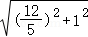 √((12/5)² + 1²)